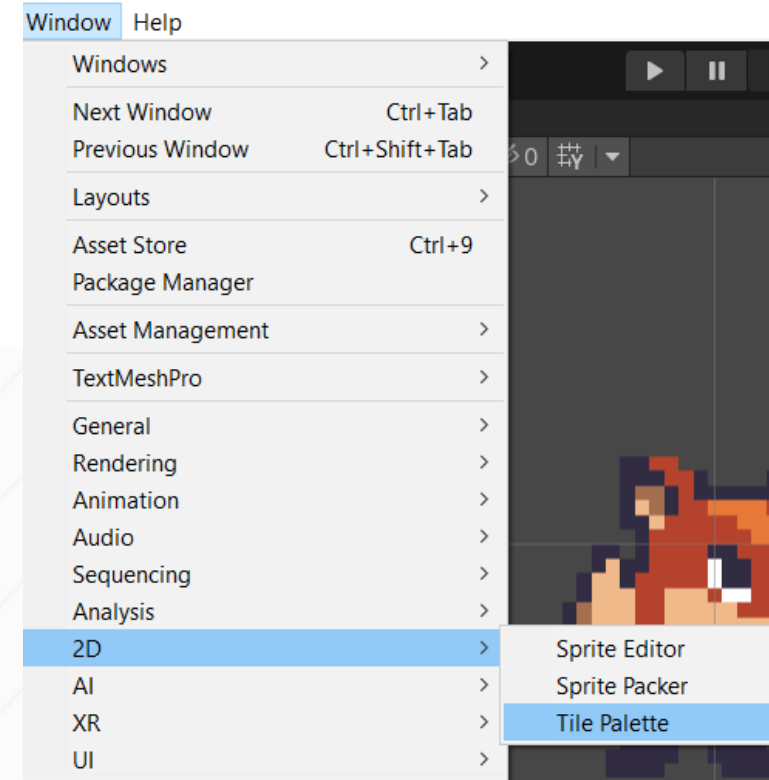 Window Help
Windows
Next Window Ctrl+Tab
Previous Window Ctrl+Shift+Tab
0
Layouts
Asset Store Ctrl+9
Package Manager
Asset Management
TextMeshPro
General
Rendering
Animation
Audio
Sequencing
Analysis
2D
Sprite Editor
AI
Sprite Packer
XR
Tile Palette
UI